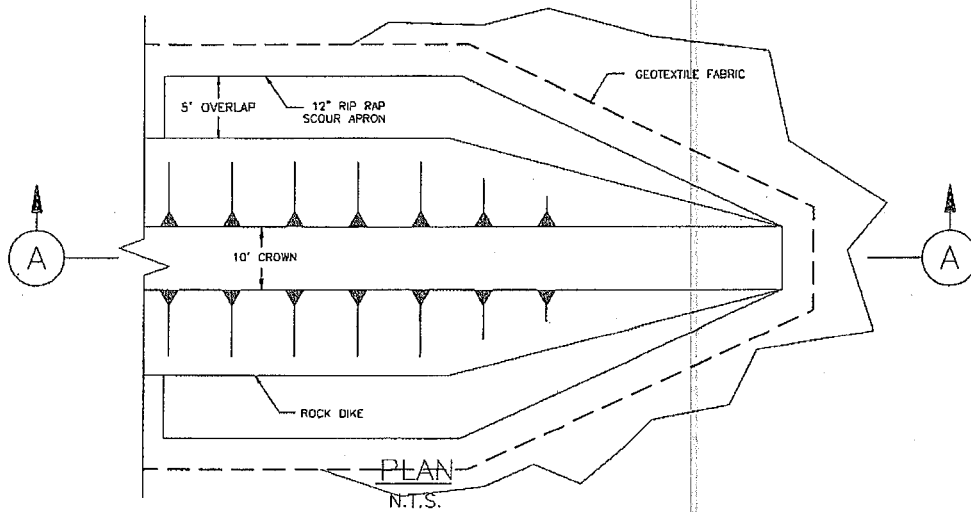 GEOTEXTILE FABRIC
5' OVERLAP
12" RIP RAP
SCOUR APRON
A
A
10' CROWN
ROCK DIKE
PLAN
N.T.S.